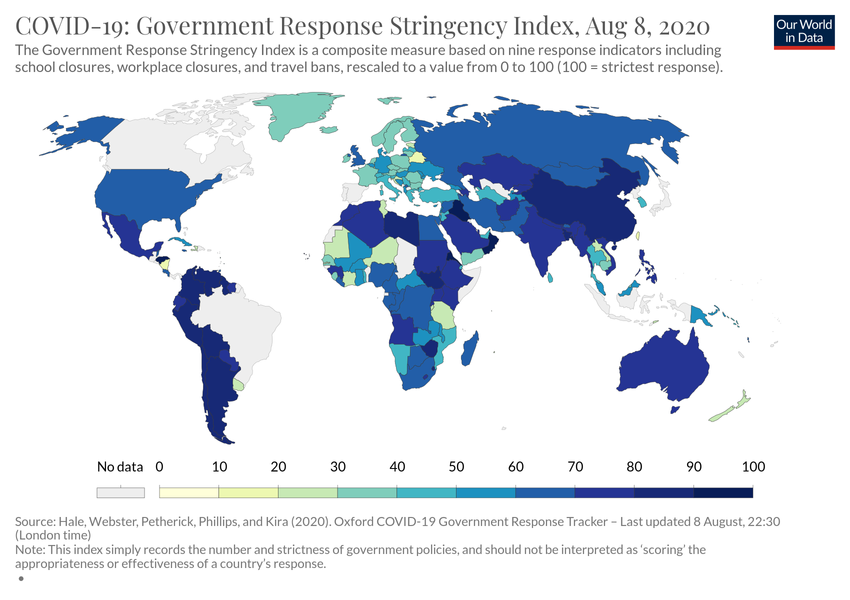 COVID-19: Government Response Stringency Index, Aug 8, 2020
Our World
in Data
The Government Response Stringency Index is a composite measure based on nine response indicators including
school closures, workplace closures, and travel bans, rescaled to a value from 0 to 100 (100 = strictest response).
No data 0 10 20 30 40 50 60 70 80 90 100
Source: Hale, Webster, Petherick, Phillips, and Kira (2020). Oxford COVID-19 Government Response Tracker – Last updated 8 August, 22:30
(London time)
Note: This index simply records the number and strictness of government policies, and should not be interpreted as ‘scoring’ the
appropriateness or effectiveness of a country's response.
•